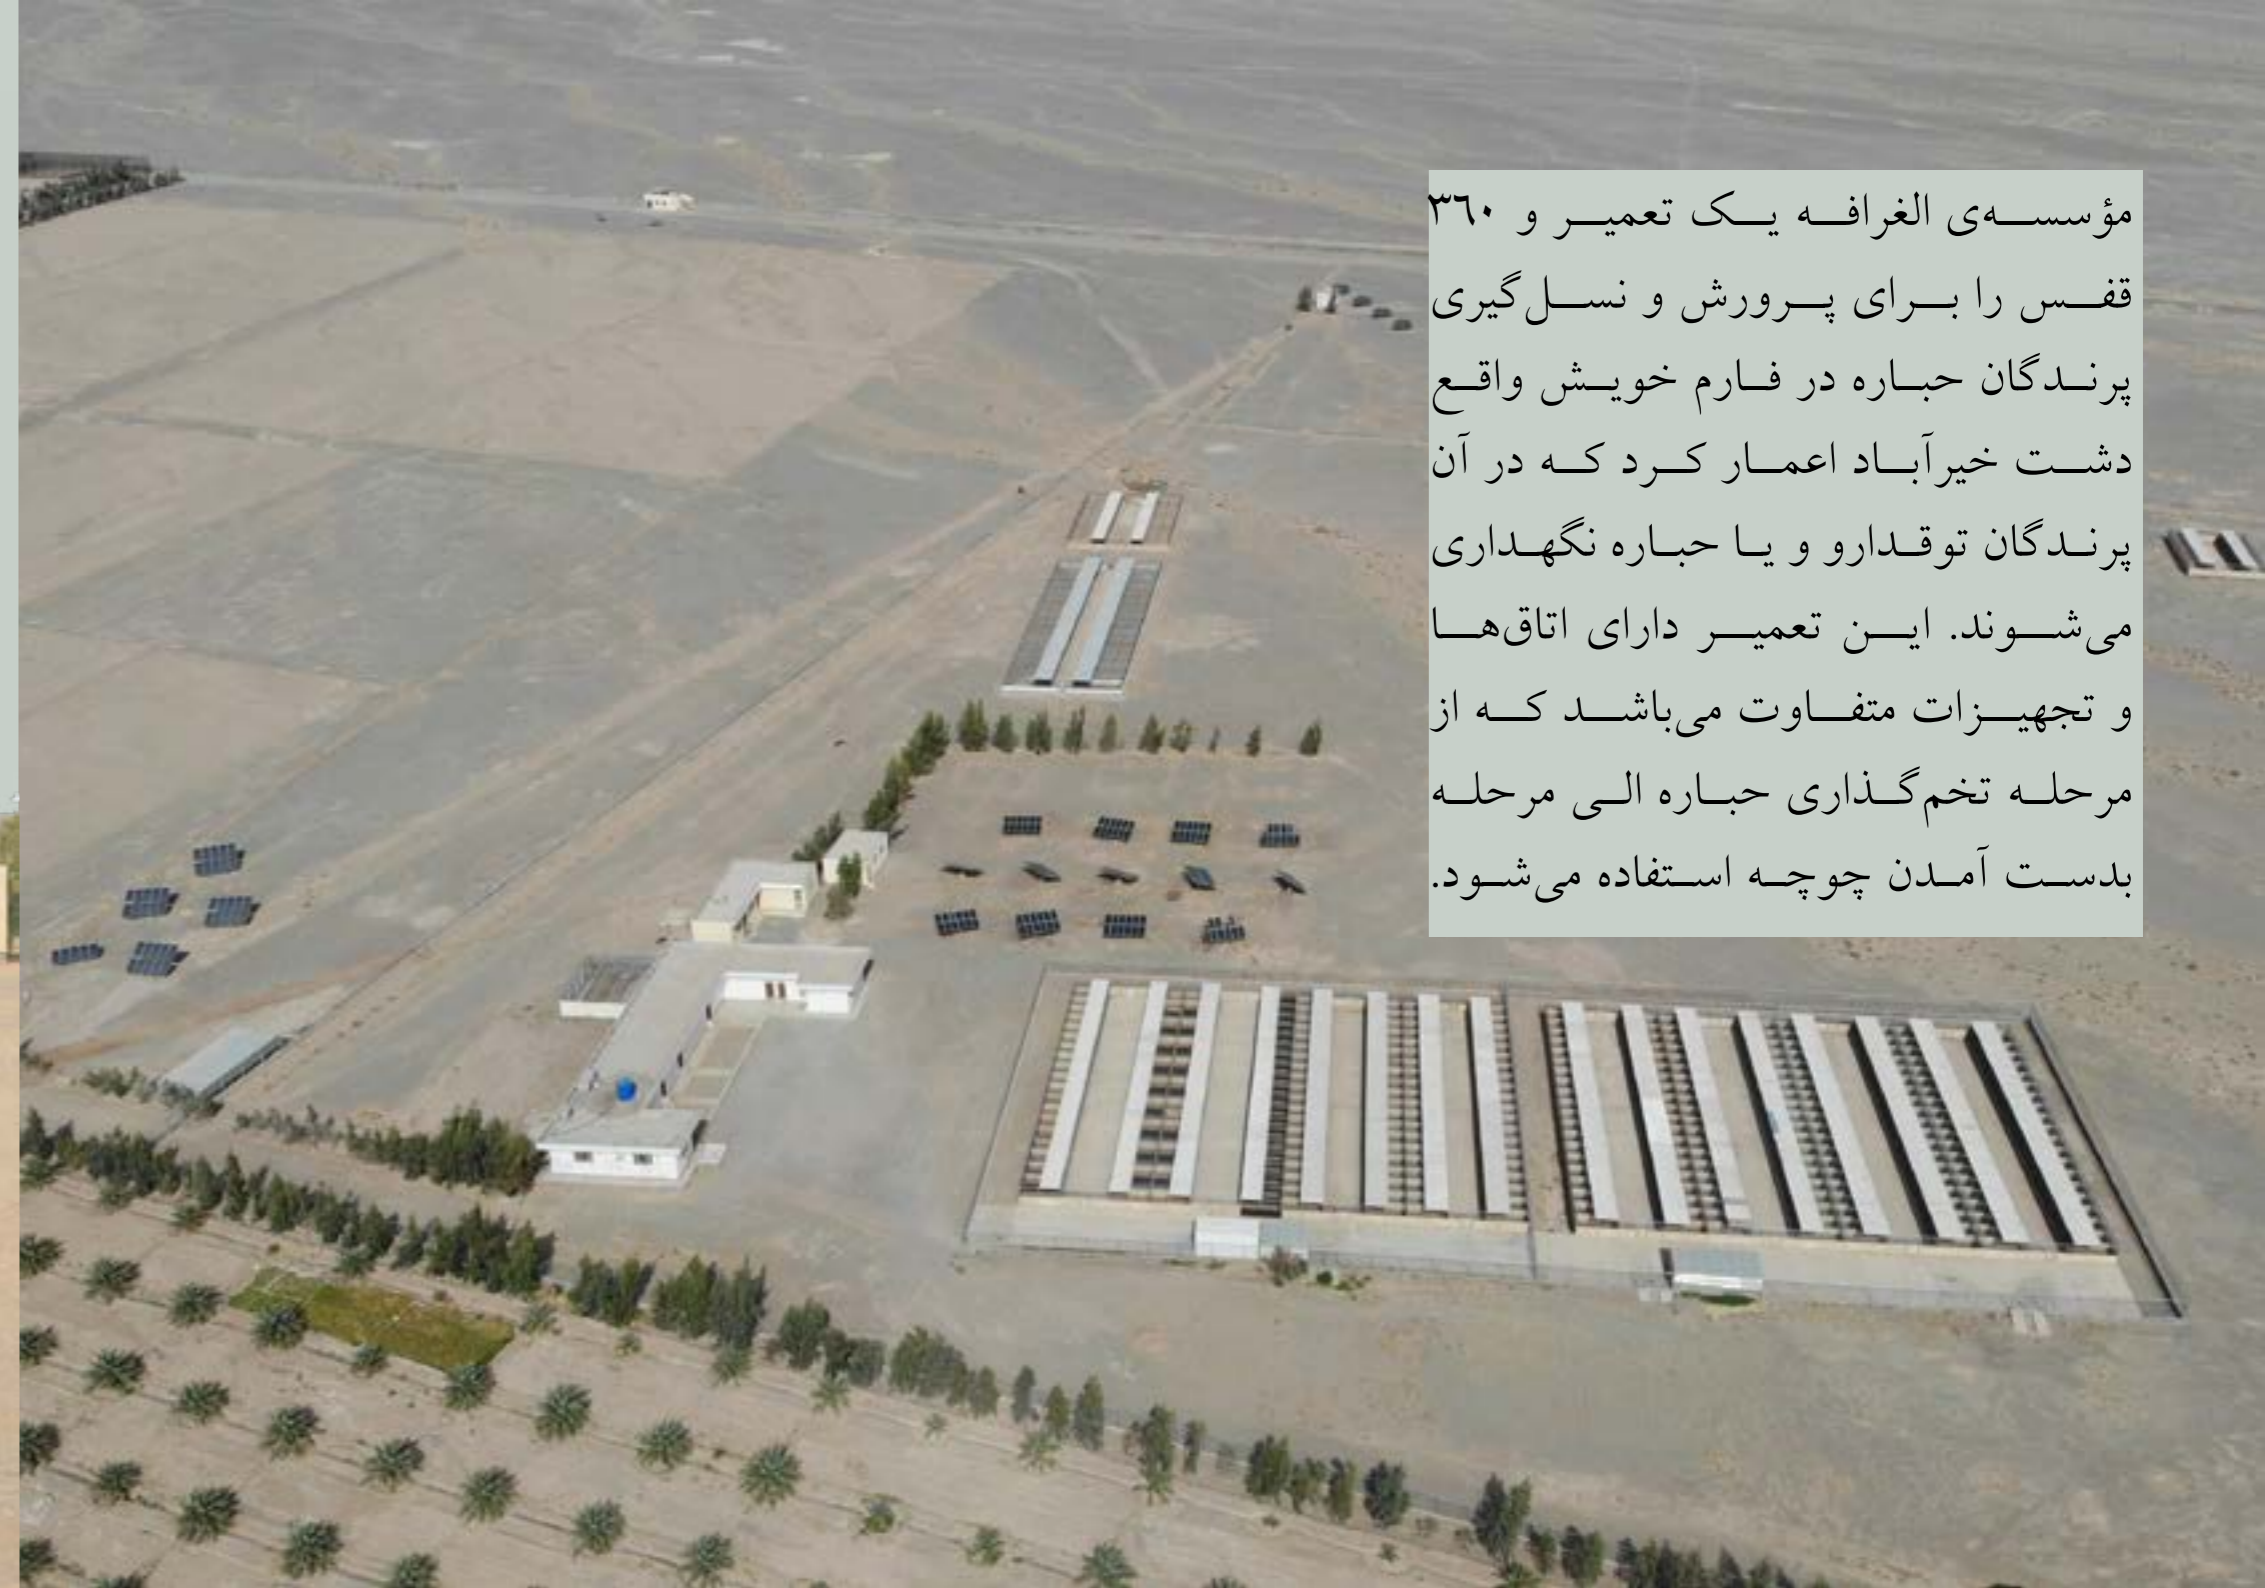 مؤسسه‌ی الغرافه یک تعمیر و ٣٦٠
قفس را برای پرورش و نسل‌گیری
پرندگان حباره در فارم خویش واقع
دشت خیرآباد اعمار کرد که در آن
پرندگان توقدارو و یا حباره نگهداری
می‌شوند. این تعمیر دارای اتاق‌ها
و تجهیزات متفاوت می‌باشد که از
مرحله تخم‌گذاری حباره الی مرحله
بدست آمدن چوچه استفاده می‌شود.